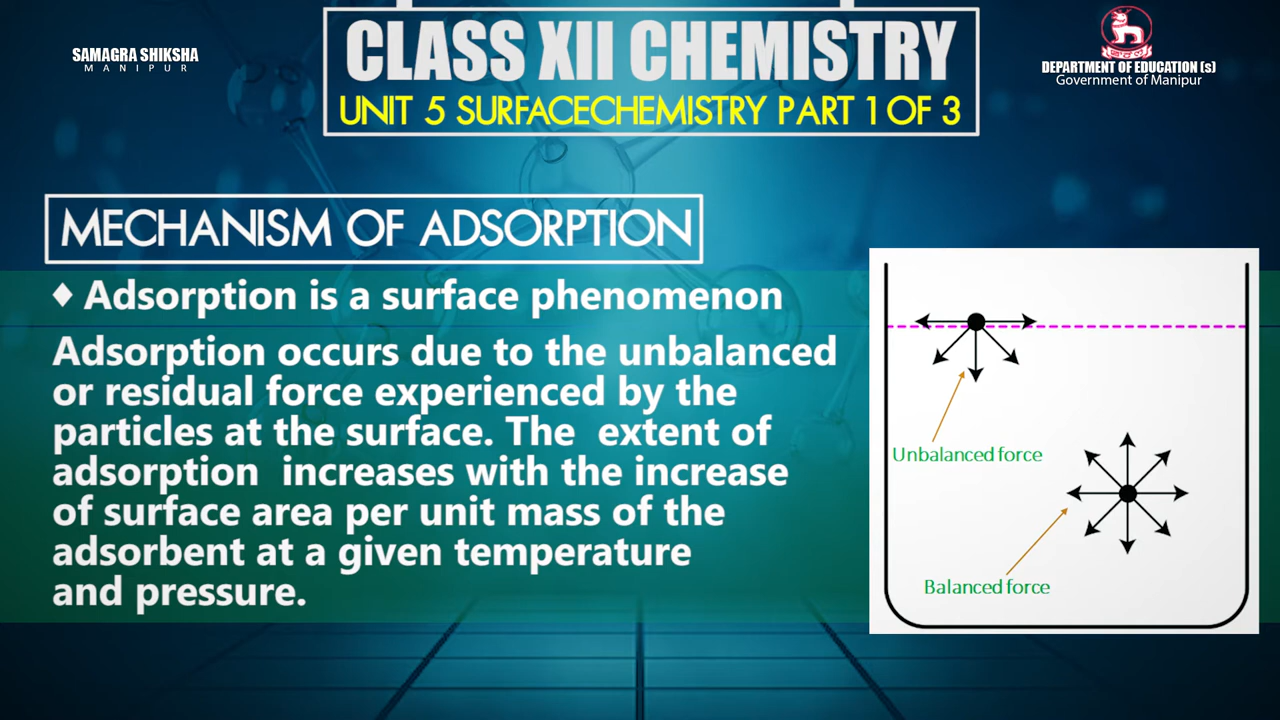 SAMAGRA SHIKSHA
MANIPUR
CLASS XII CHEMISTRY
UNIT 5 SURFACECHEMISTRY PART 1 OF 3
DEPARTMENT OF EDUCATION (s)
Government of Manipur
MECHANISM OF ADSORPTION
♦ Adsorption is a surface phenomenon
Adsorption occurs due to the unbalanced
or residual force experienced by the
particles at the surface. The extent of
adsorption increases with the increase
of surface area per unit mass of the
adsorbent at a given temperature
and pressure.
Unbalanced force
Balanced force